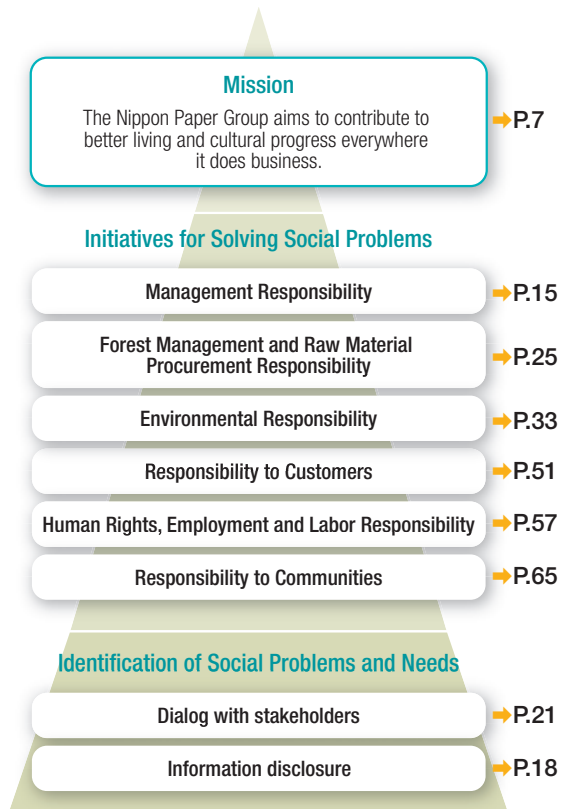 Mission
The Nippon Paper Group aims to contribute to
better living and cultural progress everywhere
it does business.
P.7
Initiatives for Solving Social Problems
Management Responsibility
P.15
Forest Management and Raw Material
Procurement Responsibility
P.25
Environmental Responsibility
P.33
Responsibility to Customers
P.51
Human Rights, Employment and Labor Responsibility
P.57
Responsibility to Communities
P.65
Identification of Social Problems and Needs
Dialog with stakeholders
P.21
Information disclosure
P.18